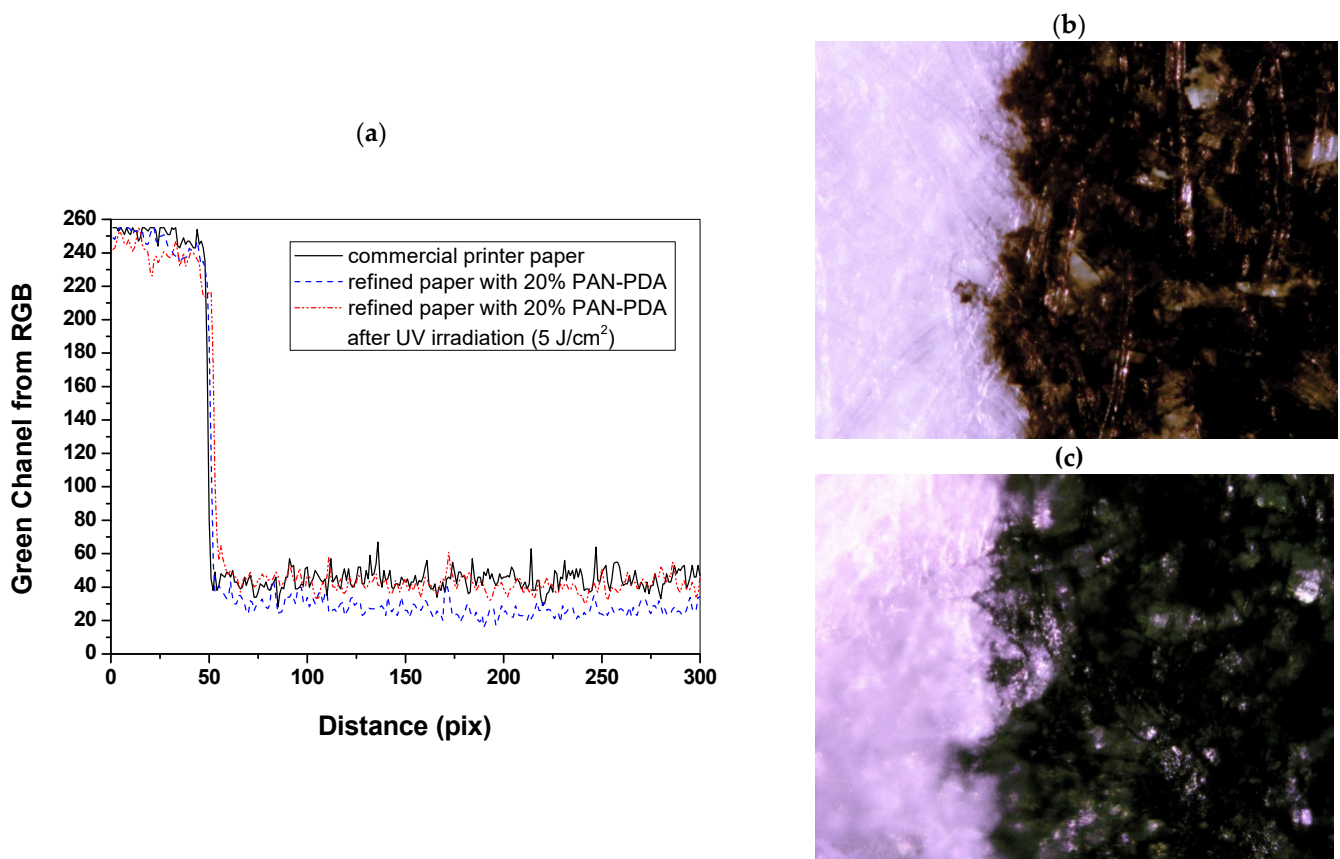 (a)
Green Chanel from RGB
260
240
220
200
180
160
140
120
100
80
60
40
20
0
commercial printer paper
refined paper with 20% PAN-PDA
refined paper with 20% PAN-PDA
after UV irradiation (5 J/cm²)
0 50 100 150 200 250 300
Distance (pix)
(b)
(c)